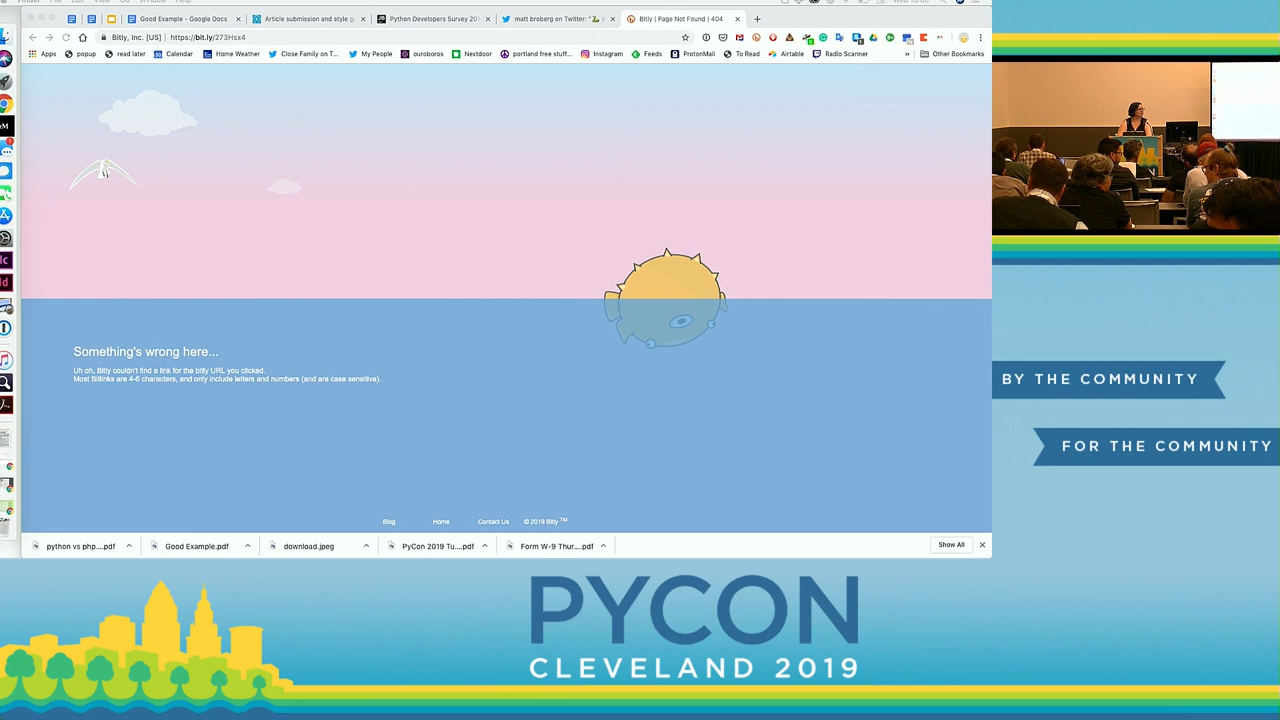 Good Example - Google Docs
Article submission and style g
Python Developers Survey 201
matt broberg on Twitter: "
Bitly | Page Not Found | 404
Bitly, Inc. [US] | https://bit.ly/273Hsx4
Apps popup read later Calendar Home Weather Close Family on T... My People ouroboros Nextdoor portland free stuff... Instagram Feeds ProtonMail To Read Airtable Radio Scanner » Other Bookmarks
Something's wrong here...
Uh oh, Bitly couldn't find a link for the bitly URL you clicked.
Most Bitlinks are 4-6 characters, and only include letters and numbers (and are case sensitive).
Blog Home Contact Us © 2019 Bitly TM
python vs php....pdf Good Example.pdf download.jpeg PyCon 2019 Tu....pdf Form W-9 Thur....pdf Show All
BY THE COMMUNITY
FOR THE COMMUNITY
PYCON
CLEVELAND 2019